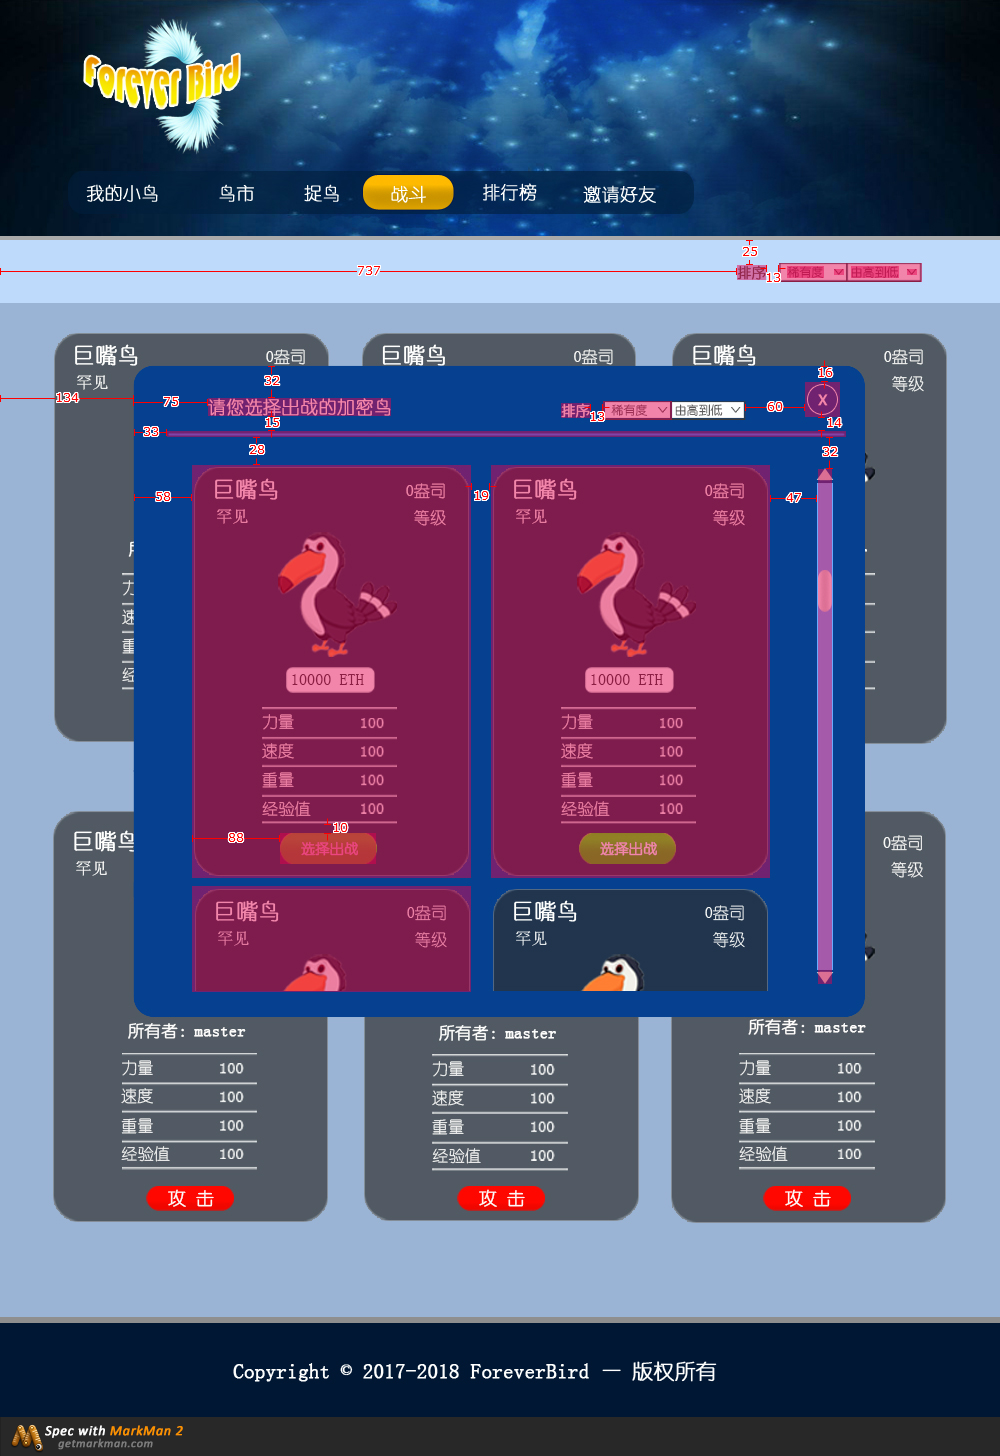 Forever Bird
我的小鸟 鸟市 捉鸟 战斗 排行榜 邀请好友
25
737 排序 13 稀有度 由高到低
巨嘴鸟 0盎司 巨嘴鸟 0盎司 巨嘴鸟 0盎司
罕见 等级
32 16
134 75 请您选择出战的加密鸟 排序 13 稀有度 由高到低 60 X
33 15 14
28 32
58 19 47
巨嘴鸟 0盎司 巨嘴鸟 0盎司
罕见 等级 罕见 等级
10000 ETH 10000 ETH
力量 100 力量 100
速度 100 速度 100
重量 100 重量 100
经验值 100 经验值 100
88 10
选择出战 选择出战
力
速
重
经
巨嘴鸟 0盎司
罕见 等级
巨嘴鸟 0盎司 巨嘴鸟 0盎司
罕见 等级 罕见 等级
所有者: master 所有者: master 所有者: master
力量 100 力量 100 力量 100
速度 100 速度 100 速度 100
重量 100 重量 100 重量 100
经验值 100 经验值 100 经验值 100
攻 击 攻 击 攻 击
Copyright © 2017-2018 ForeverBird — 版权所有
Spec with MarkMan 2
getmarkman.com